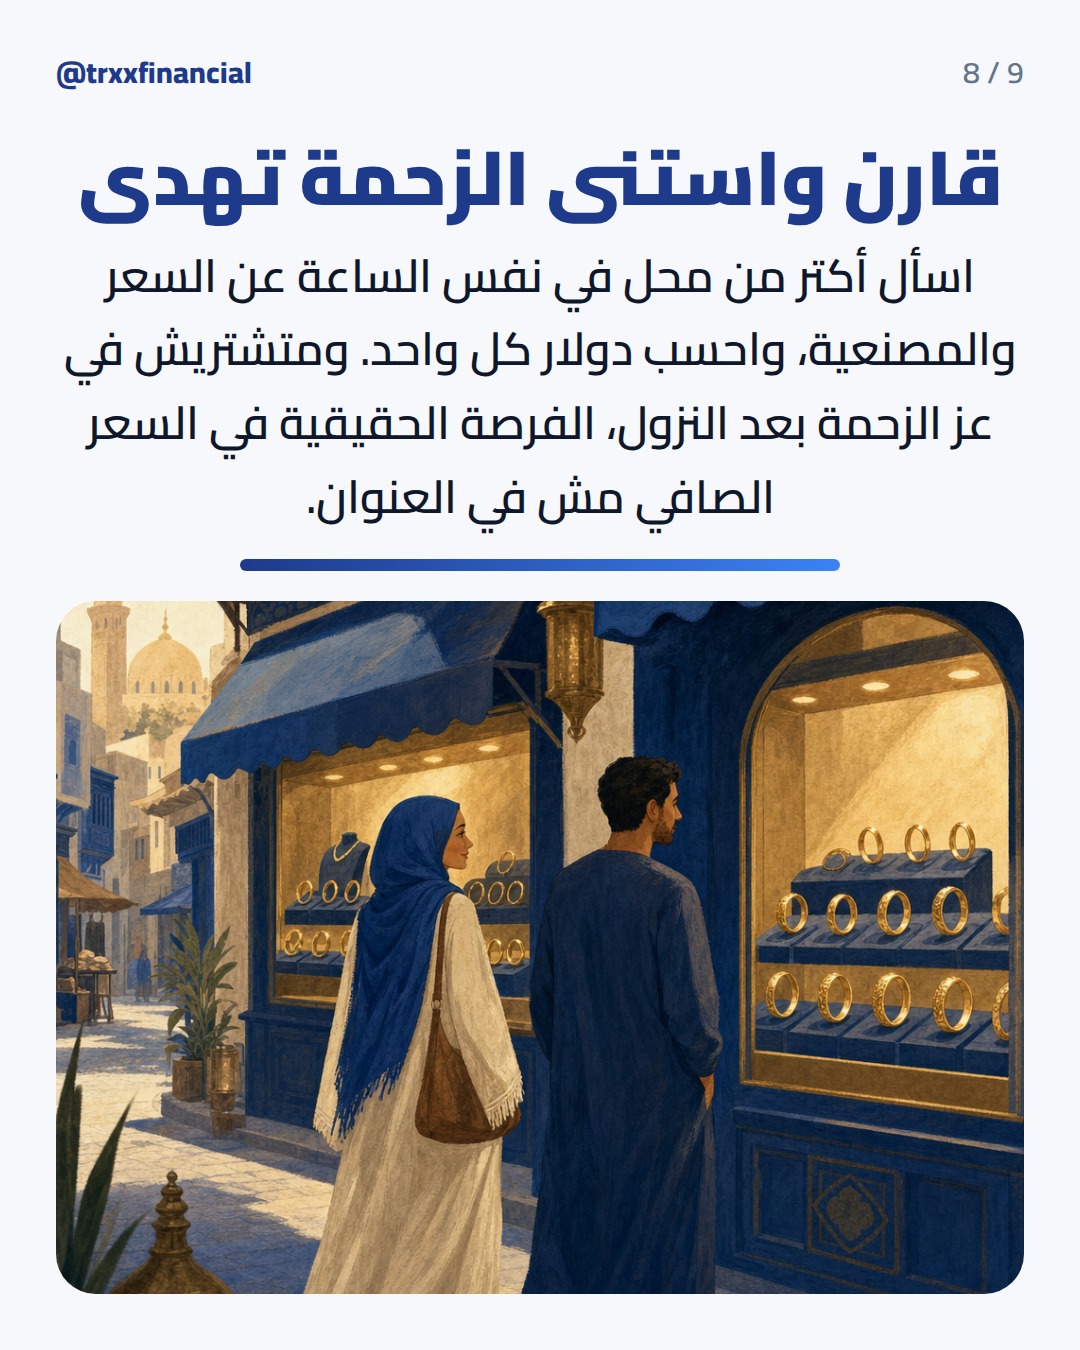 @trxxfinancial
8 / 9
قارن واستنى الزحمة تهدى
اسأل أكتر من محل في نفس الساعة عن السعر
والمصنعية، واحسب دولار كل واحد. ومتشتريش في
عز الزحمة بعد النزول، الفرصة الحقيقية في السعر
الصافي مش في العنوان.